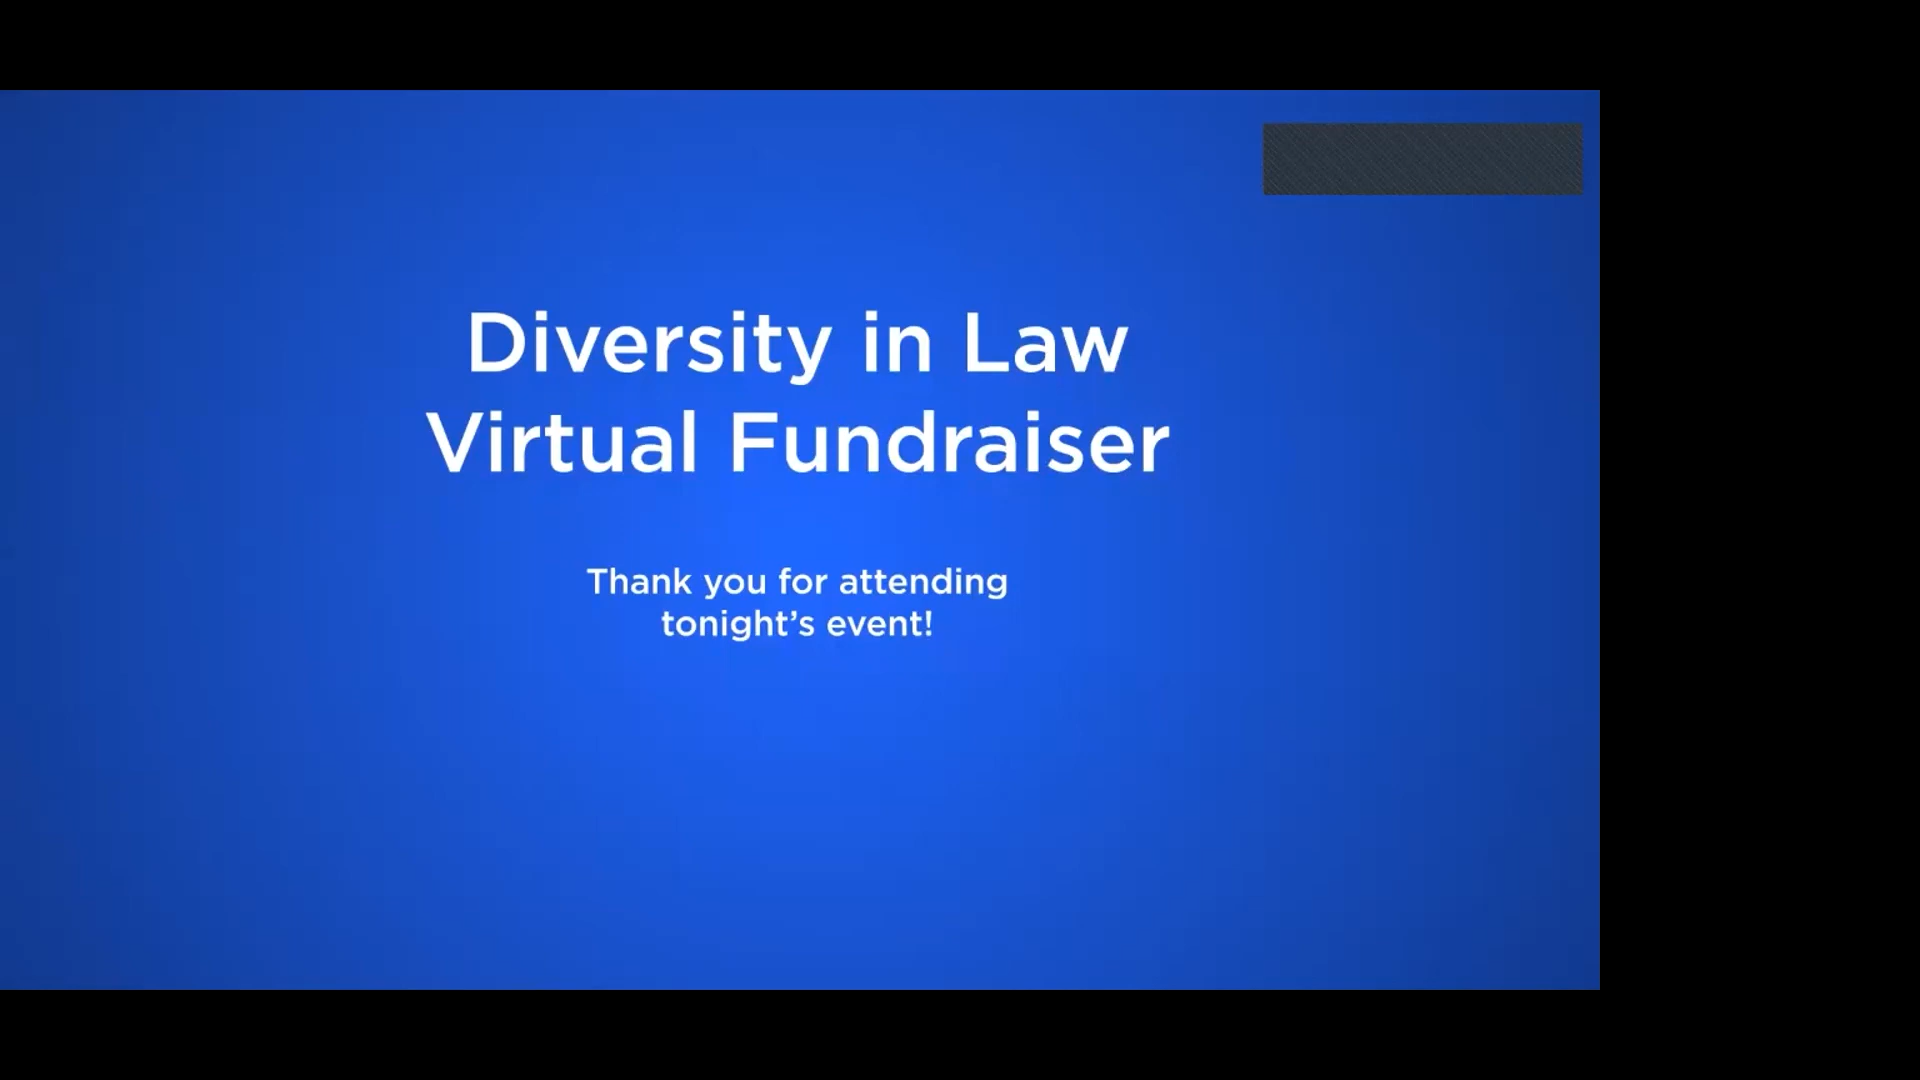 Diversity in Law
Virtual Fundraiser
Thank you for attending
tonight’s event!